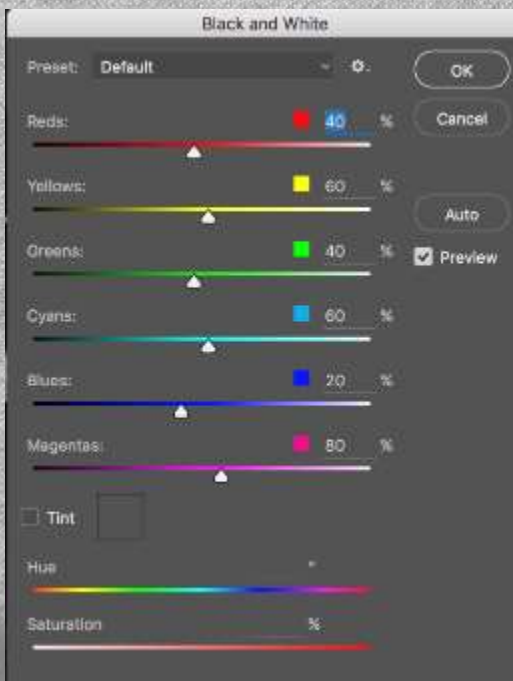 Black and White
Preset: Default
OK
Reds: 40 %
Cancel
Yellows: 60 %
Auto
Greens: 40 %
Preview
Cyans: 60 %
Blues: 20 %
Magentas: 80 %
Tint
Hue °
Saturation %